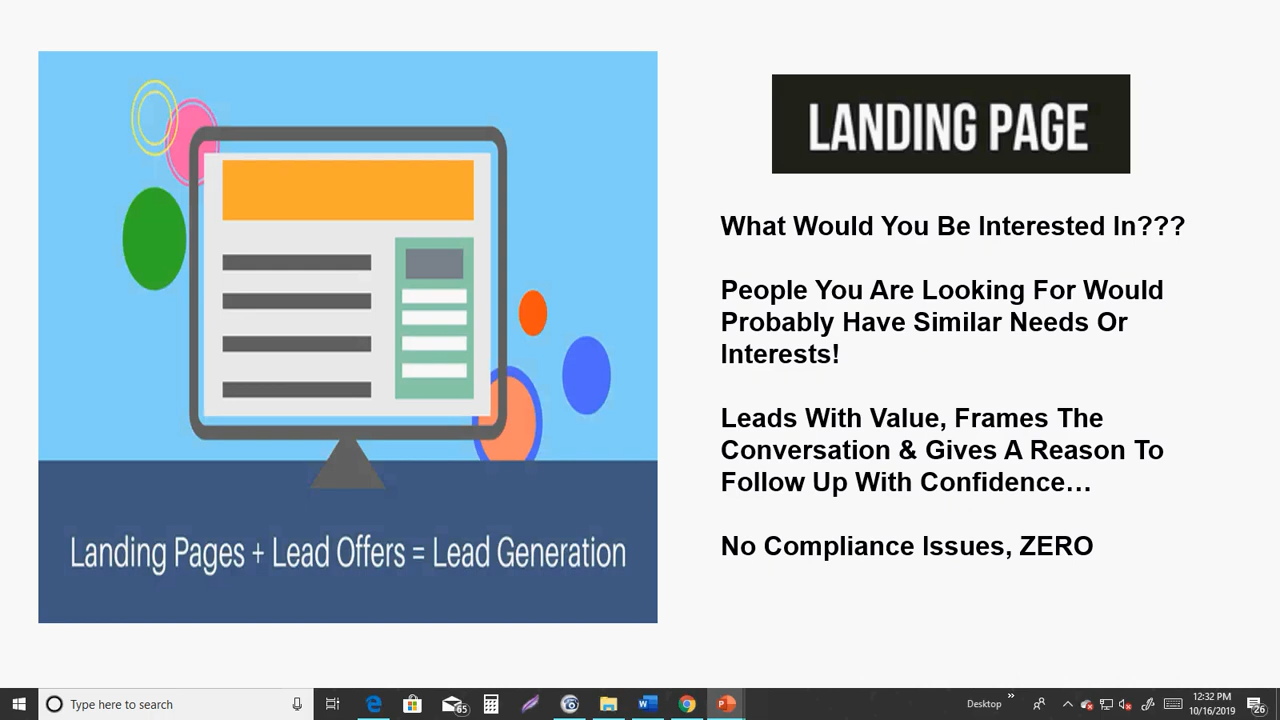 LANDING PAGE
What Would You Be Interested In???
People You Are Looking For Would
Probably Have Similar Needs Or
Interests!
Leads With Value, Frames The
Conversation & Gives A Reason To
Follow Up With Confidence…
No Compliance Issues, ZERO
Landing Pages + Lead Offers = Lead Generation
Type here to search
65
Desktop
12:32 PM
10/16/2019
26